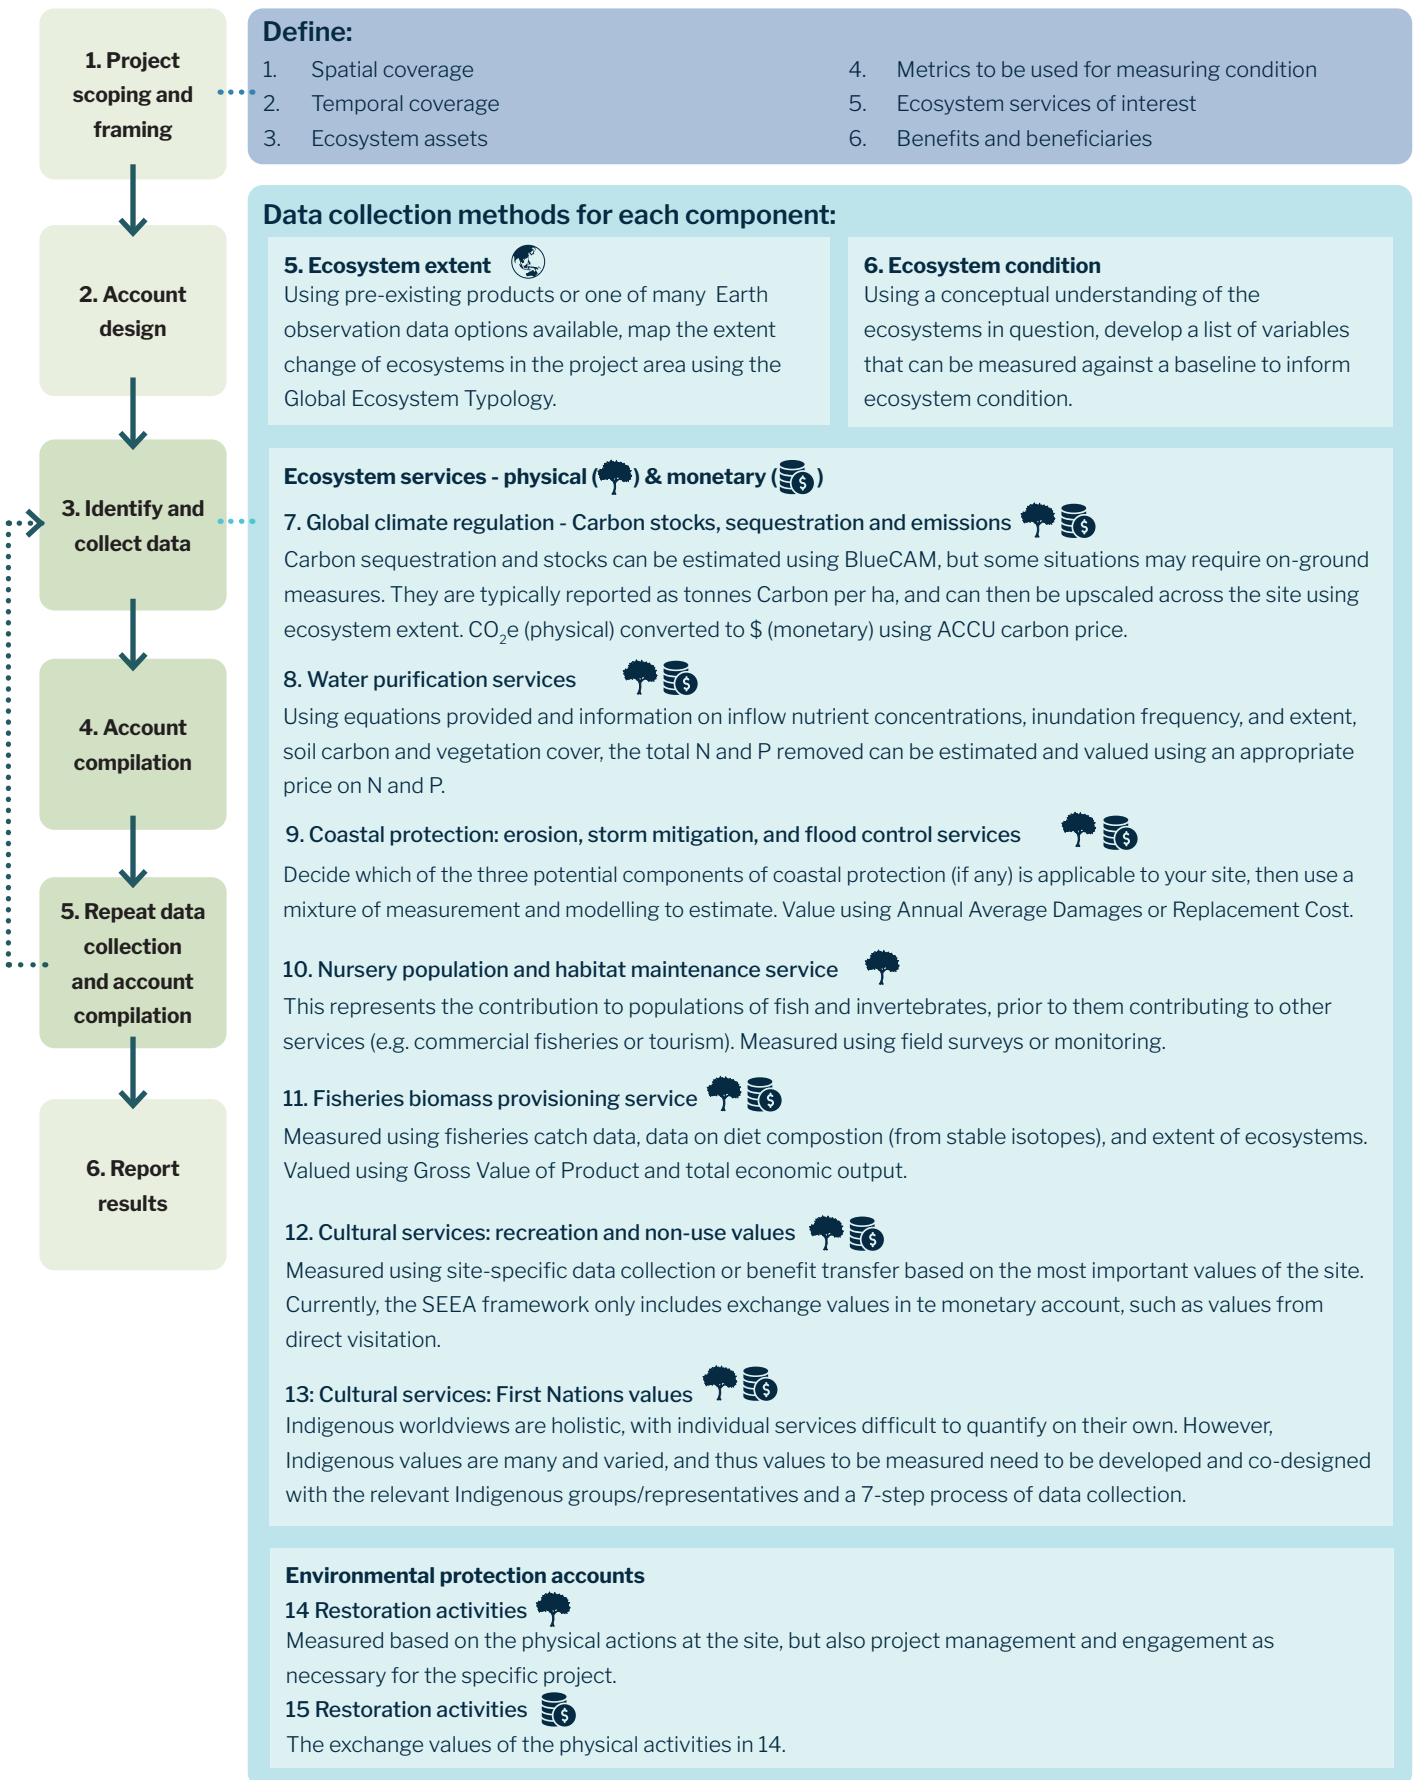 1. Project
scoping and
framing
2. Account
design
3. Identify and
collect data
4. Account
compilation
5. Repeat data
collection
and account
compilation
6. Report
results
Define:
1. Spatial coverage
2. Temporal coverage
3. Ecosystem assets
4. Metrics to be used for measuring condition
5. Ecosystem services of interest
6. Benefits and beneficiaries
Data collection methods for each component:
5. Ecosystem extent
Using pre-existing products or one of many Earth
observation data options available, map the extent
change of ecosystems in the project area using the
Global Ecosystem Typology.
6. Ecosystem condition
Using a conceptual understanding of the
ecosystems in question, develop a list of variables
that can be measured against a baseline to inform
ecosystem condition.
Ecosystem services - physical ( ) & monetary ( $ )
7. Global climate regulation - Carbon stocks, sequestration and emissions $
Carbon sequestration and stocks can be estimated using BlueCAM, but some situations may require on-ground
measures. They are typically reported as tonnes Carbon per ha, and can then be upscaled across the site using
ecosystem extent. CO₂e (physical) converted to $ (monetary) using ACCU carbon price.
8. Water purification services $
Using equations provided and information on inflow nutrient concentrations, inundation frequency, and extent,
soil carbon and vegetation cover, the total N and P removed can be estimated and valued using an appropriate
price on N and P.
9. Coastal protection: erosion, storm mitigation, and flood control services $
Decide which of the three potential components of coastal protection (if any) is applicable to your site, then use a
mixture of measurement and modelling to estimate. Value using Annual Average Damages or Replacement Cost.
10. Nursery population and habitat maintenance service
This represents the contribution to populations of fish and invertebrates, prior to them contributing to other
services (e.g. commercial fisheries or tourism). Measured using field surveys or monitoring.
11. Fisheries biomass provisioning service $
Measured using fisheries catch data, data on diet compostion (from stable isotopes), and extent of ecosystems.
Valued using Gross Value of Product and total economic output.
12. Cultural services: recreation and non-use values $
Measured using site-specific data collection or benefit transfer based on the most important values of the site.
Currently, the SEEA framework only includes exchange values in te monetary account, such as values from
direct visitation.
13: Cultural services: First Nations values $
Indigenous worldviews are holistic, with individual services difficult to quantify on their own. However,
Indigenous values are many and varied, and thus values to be measured need to be developed and co-designed
with the relevant Indigenous groups/representatives and a 7-step process of data collection.
Environmental protection accounts
14 Restoration activities
Measured based on the physical actions at the site, but also project management and engagement as
necessary for the specific project.
15 Restoration activities $
The exchange values of the physical activities in 14.